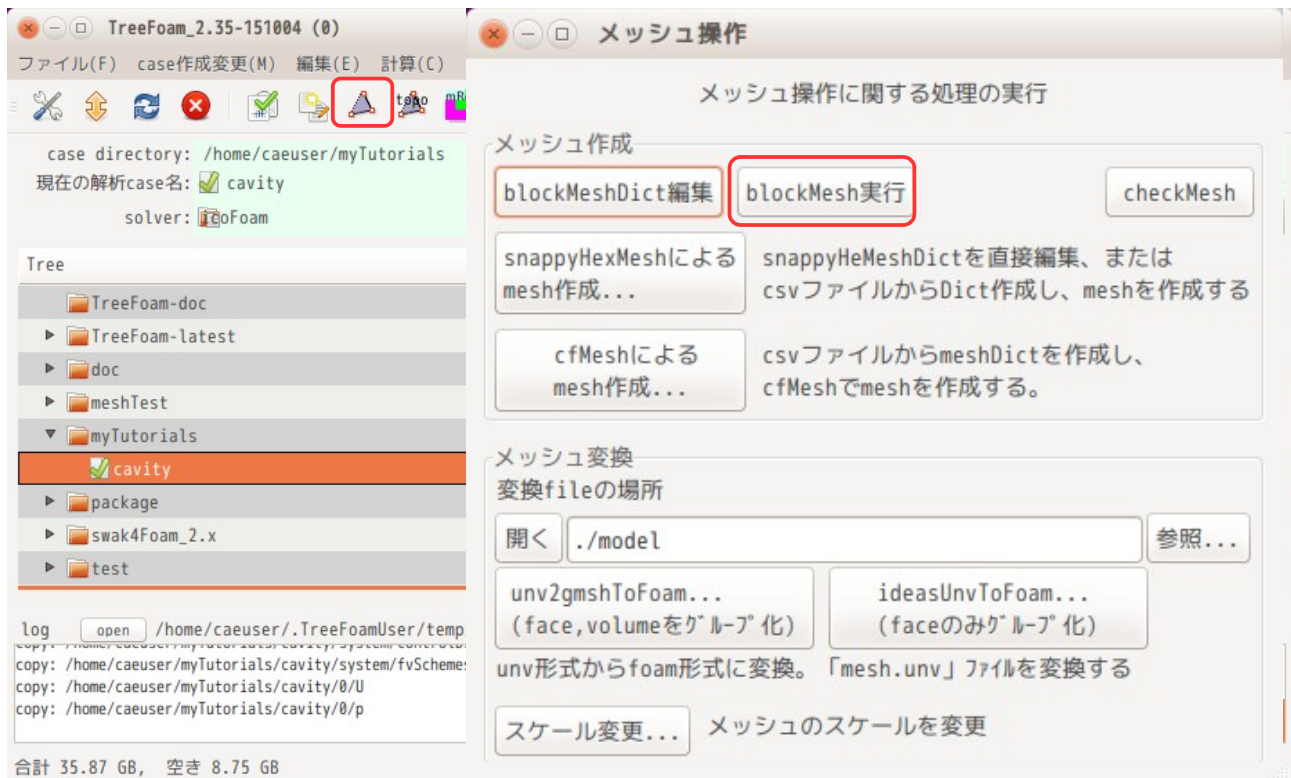 TreeFoam_2.35-151004 (0)
ファイル(F) case作成変更(M) 編集(E) 計算(C)
topo
case directory: /home/caeuser/myTutorials
現在の解析case名: cavity
solver: icoFoam
Tree
TreeFoam-doc
TreeFoam-latest
doc
meshTest
myTutorials
cavity
package
swak4Foam_2.x
test
log open /home/caeuser/.TreeFoamUser/temp
copy: /home/caeuser/myTutorials/cavity/system/controlD
copy: /home/caeuser/myTutorials/cavity/system/fvSchemes
copy: /home/caeuser/myTutorials/cavity/0/U
copy: /home/caeuser/myTutorials/cavity/0/p
合計 35.87 GB, 空き 8.75 GB
メッシュ操作
メッシュ操作に関する処理の実行
メッシュ作成
blockMeshDict編集 blockMesh実行 checkMesh
snappyHexMeshによる
mesh作成...
snappyHeMeshDictを直接編集、または
csvファイルからDict作成し、meshを作成する
cfMeshによる
mesh作成...
csvファイルからmeshDictを作成し、
cfMeshでmeshを作成する。
メッシュ変換
変換fileの場所
開く ./model 参照...
unv2gmshToFoam...
(face,volumeをｸﾞﾙｰﾌﾟ化)
ideasUnvToFoam...
(faceのみｸﾞﾙｰﾌﾟ化)
unv形式からfoam形式に変換。「mesh.unv」ﾌｧｲﾙを変換する
スケール変更... メッシュのスケールを変更